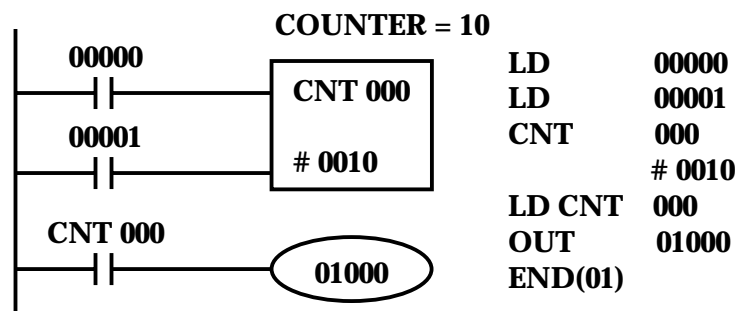 COUNTER = 10
00000
CNT 000
00001
# 0010
CNT 000
01000
LD 00000
LD 00001
CNT 000
# 0010
LD CNT 000
OUT 01000
END(01)